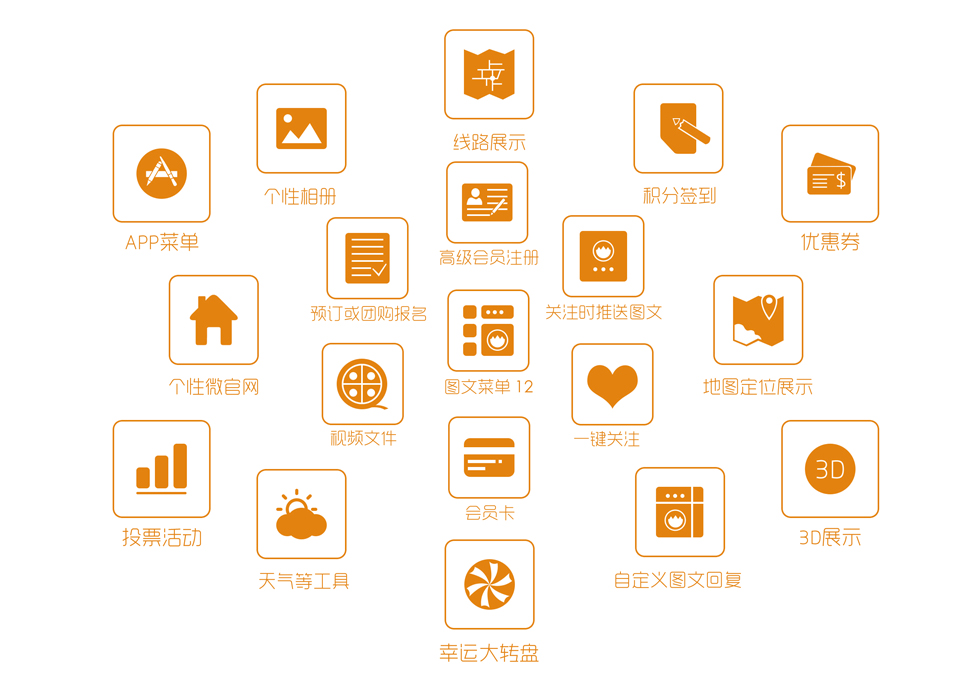 线路展示
个性相册
积分签到
APP菜单
优惠券
高级会员注册
预订或团购报名
关注时推送图文
个性微官网
图文菜单 12
地图定位展示
视频文件
一键关注
$
3D
会员卡
投票活动
3D展示
天气等工具
自定义图文回复
幸运大转盘